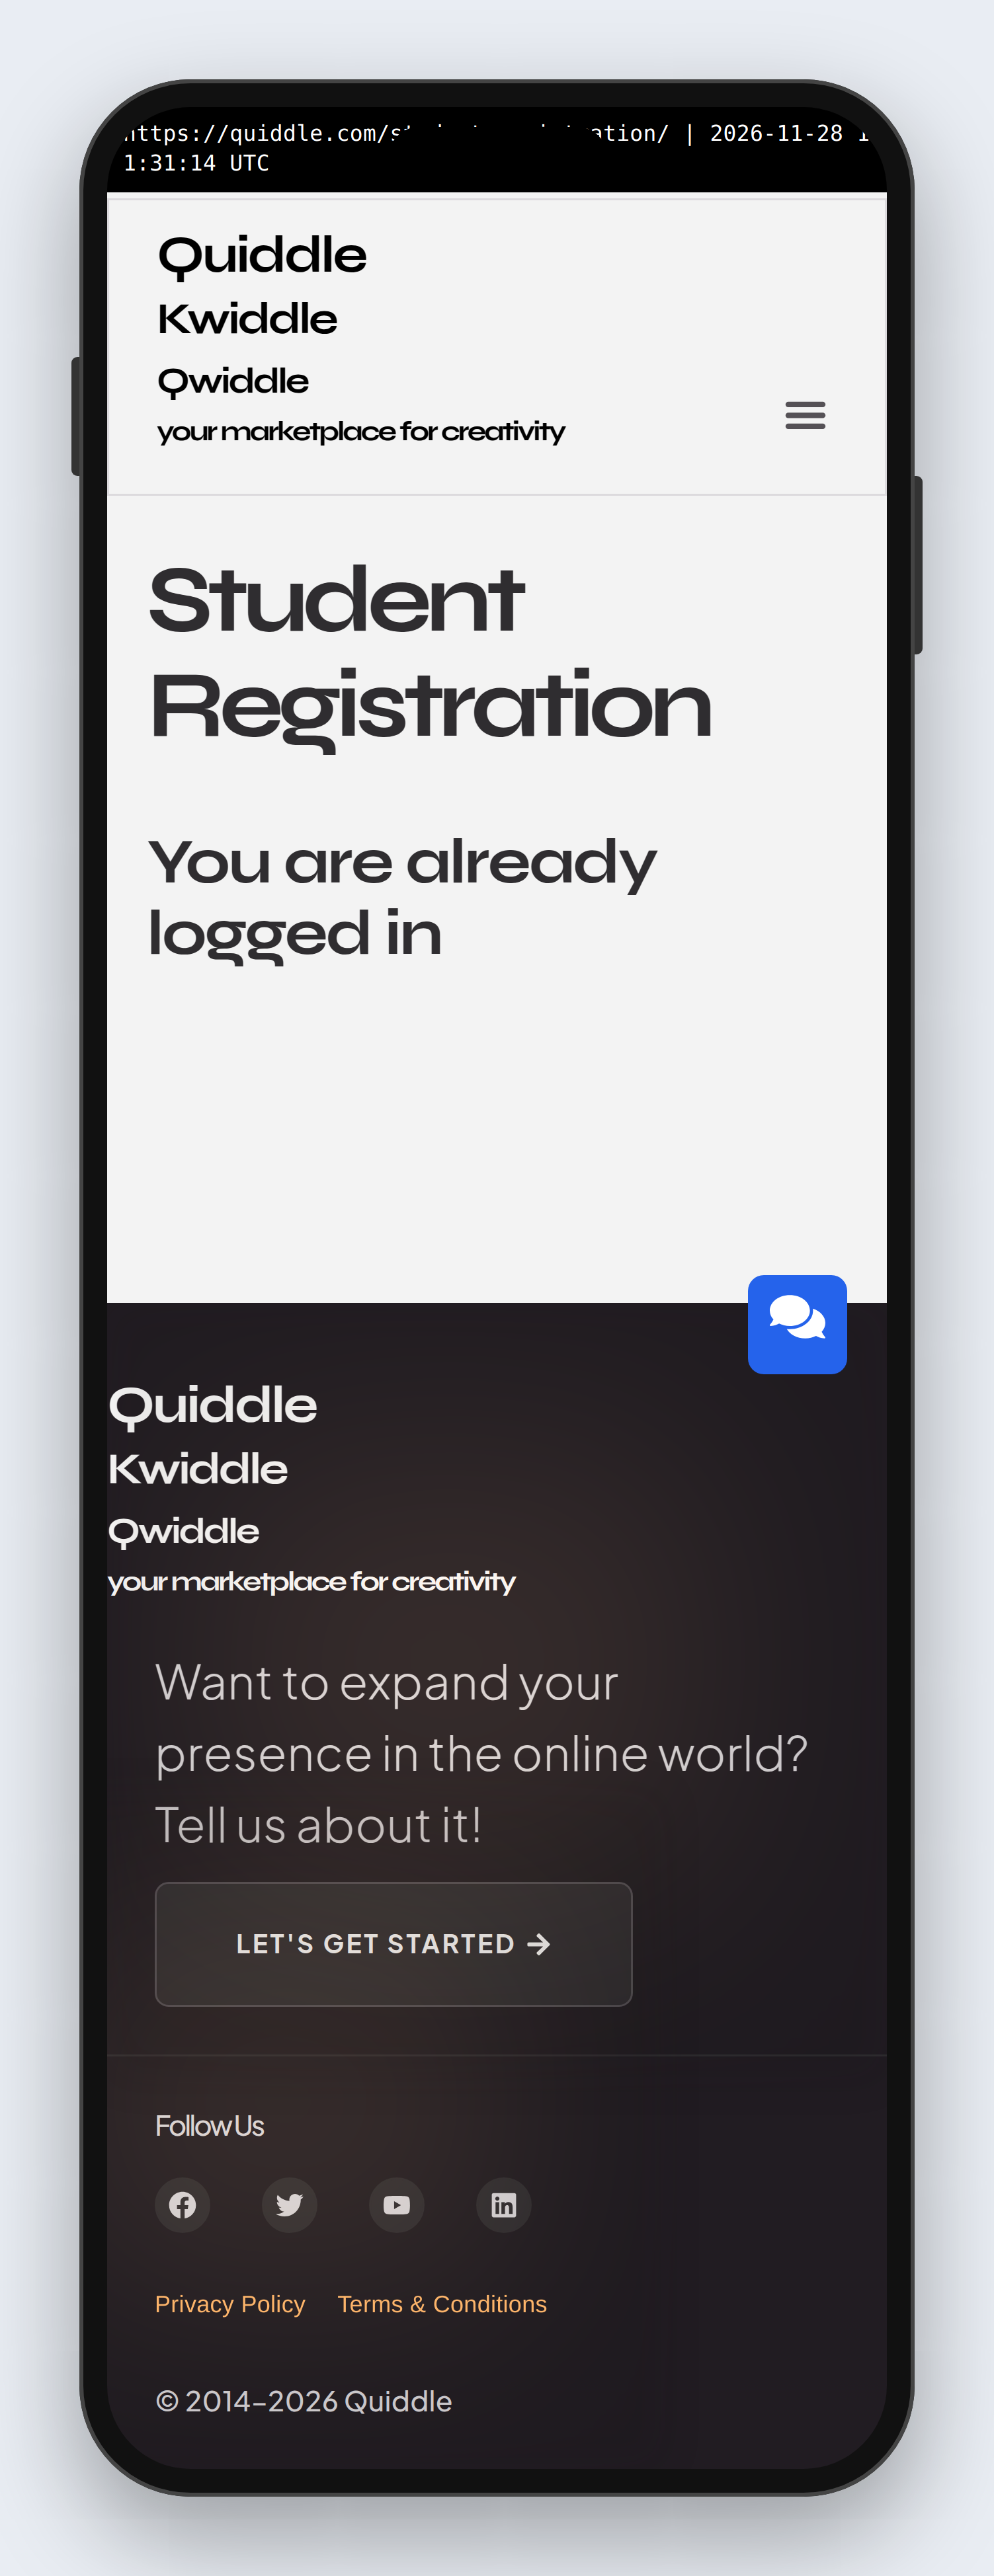 https://quiddle.com/ | 2026-11-28 1
1:31:14 UTC
Quiddle
Kwiddle
Qwiddle
your marketplace for creativity
Student
Registration
You are already
logged in
Quiddle
Kwiddle
Qwiddle
your marketplace for creativity
Want to expand your
presence in the online world?
Tell us about it!
LET'S GET STARTED →
Follow Us
Privacy Policy Terms & Conditions
© 2014–2026 Quiddle